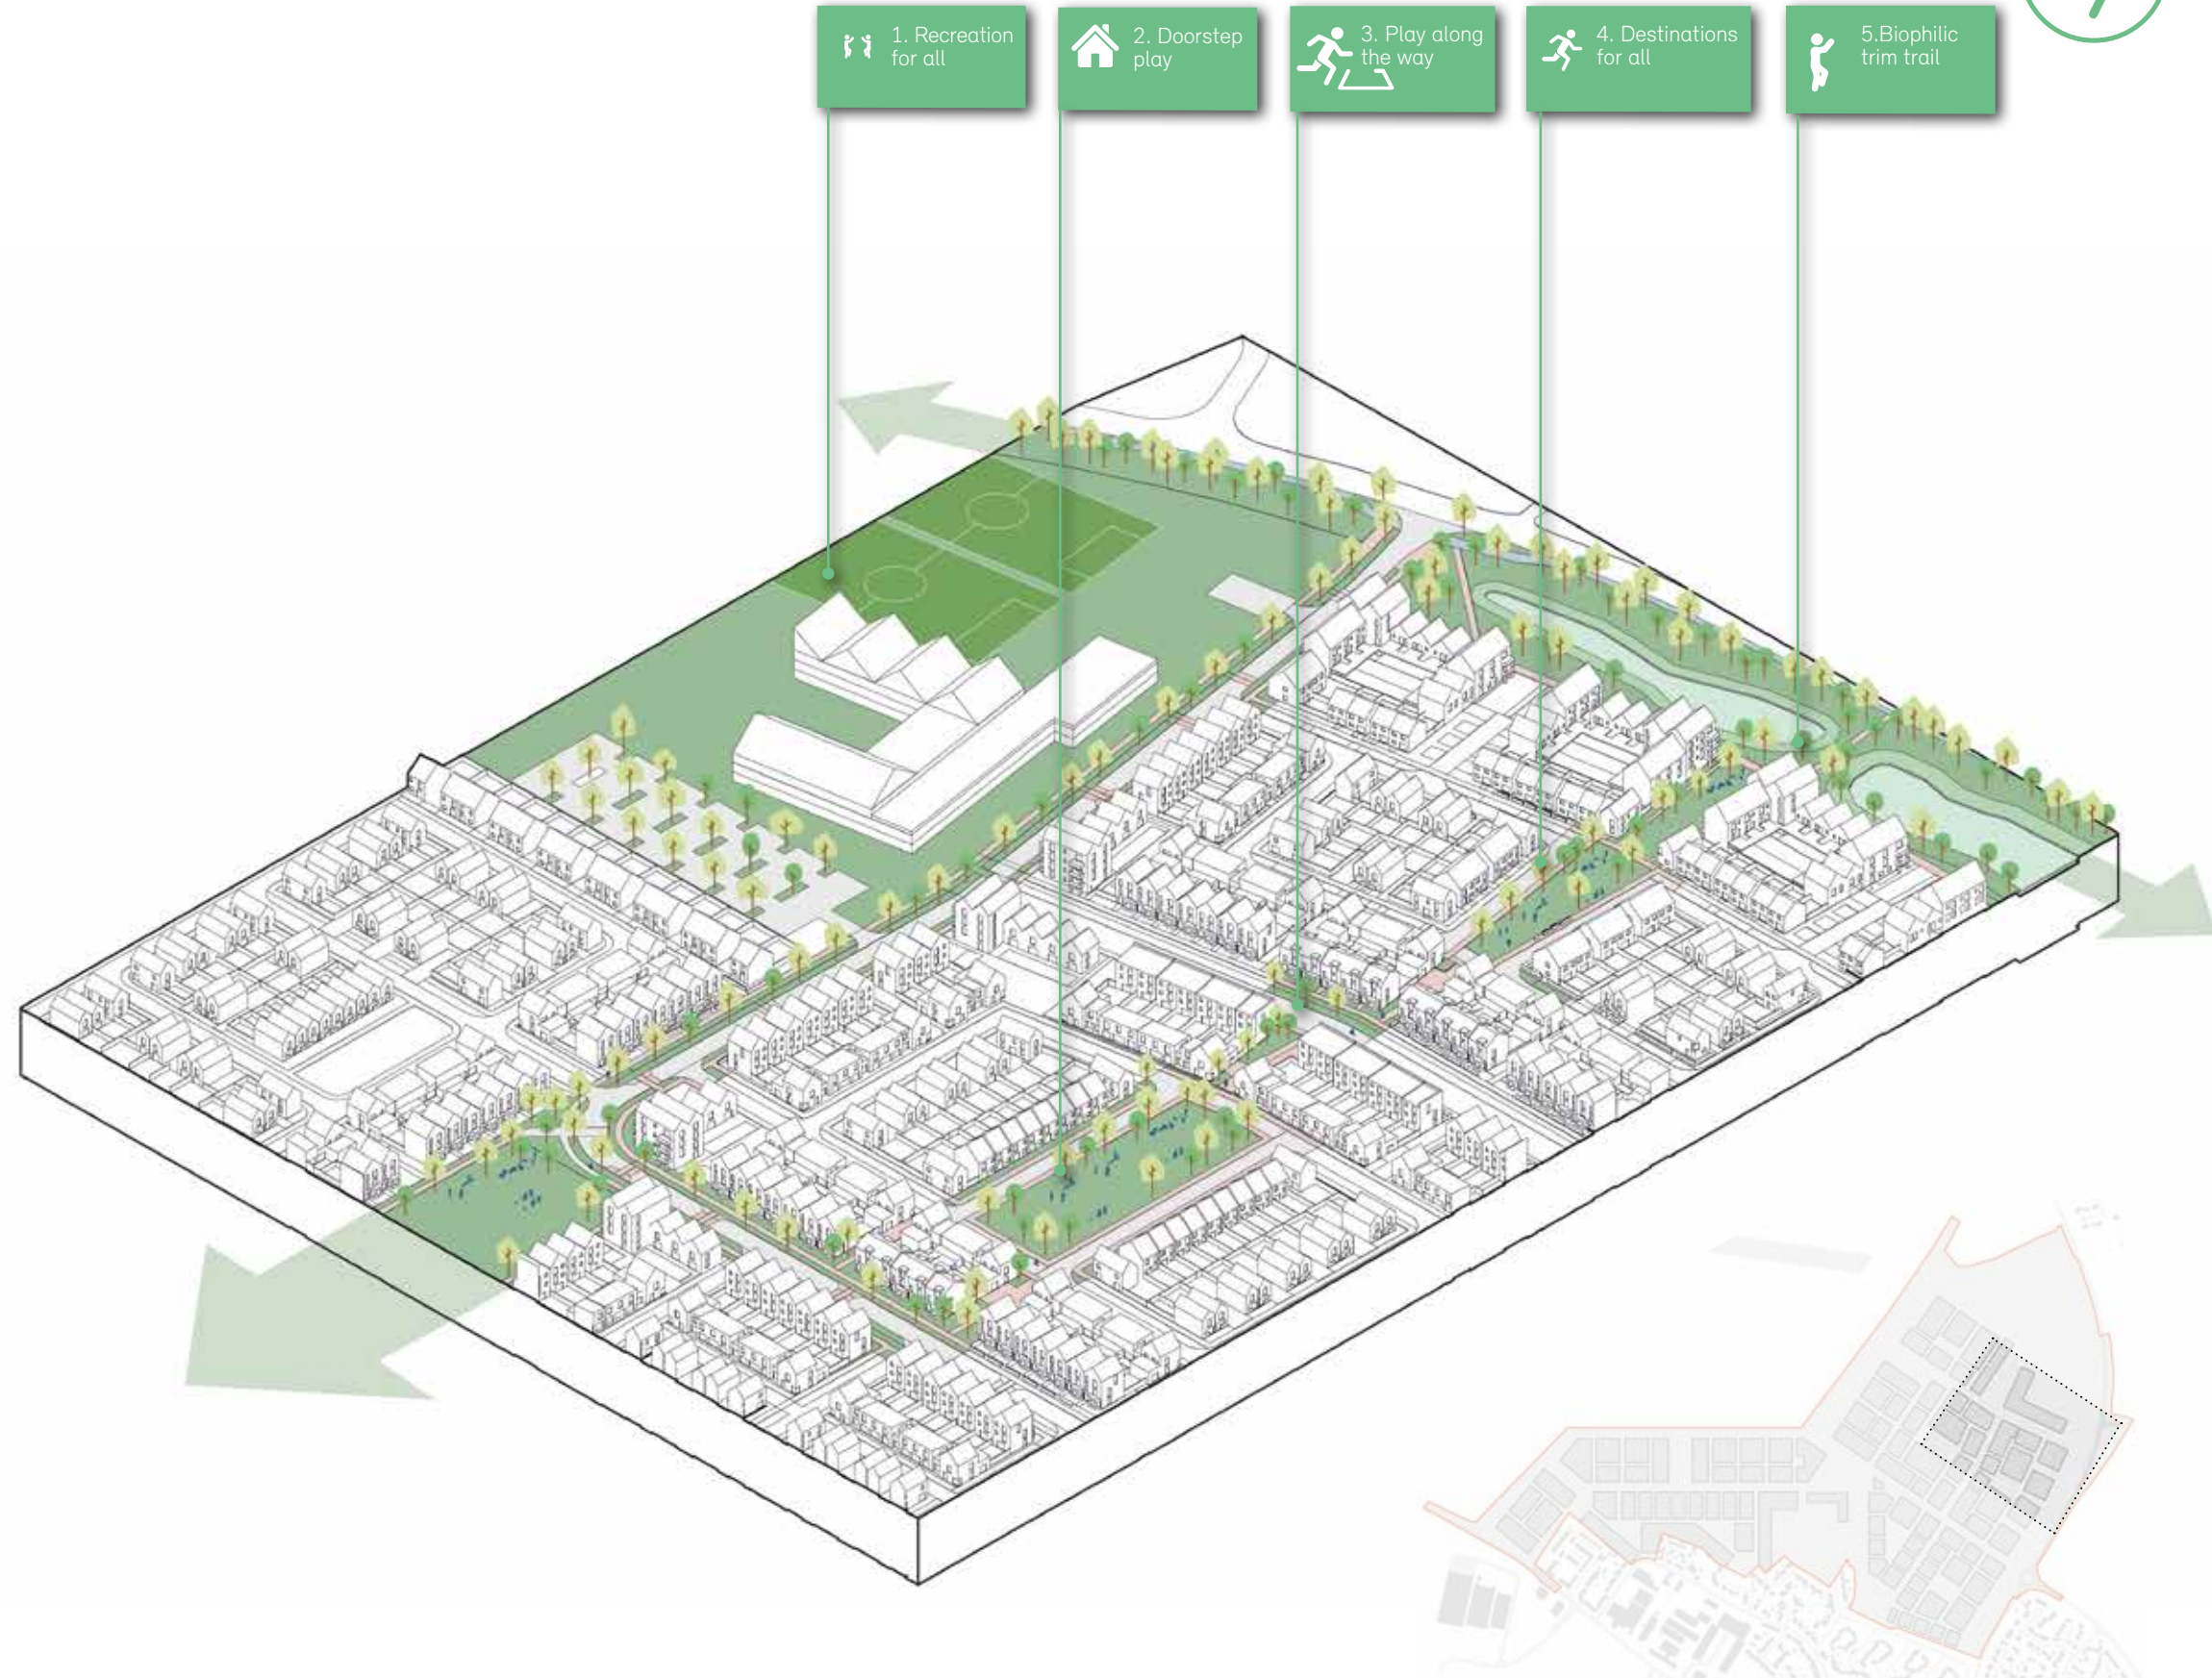 1. Recreation
for all
2. Doorstep
play
3. Play along
the way
4. Destinations
for all
5.Biophilic
trim trail